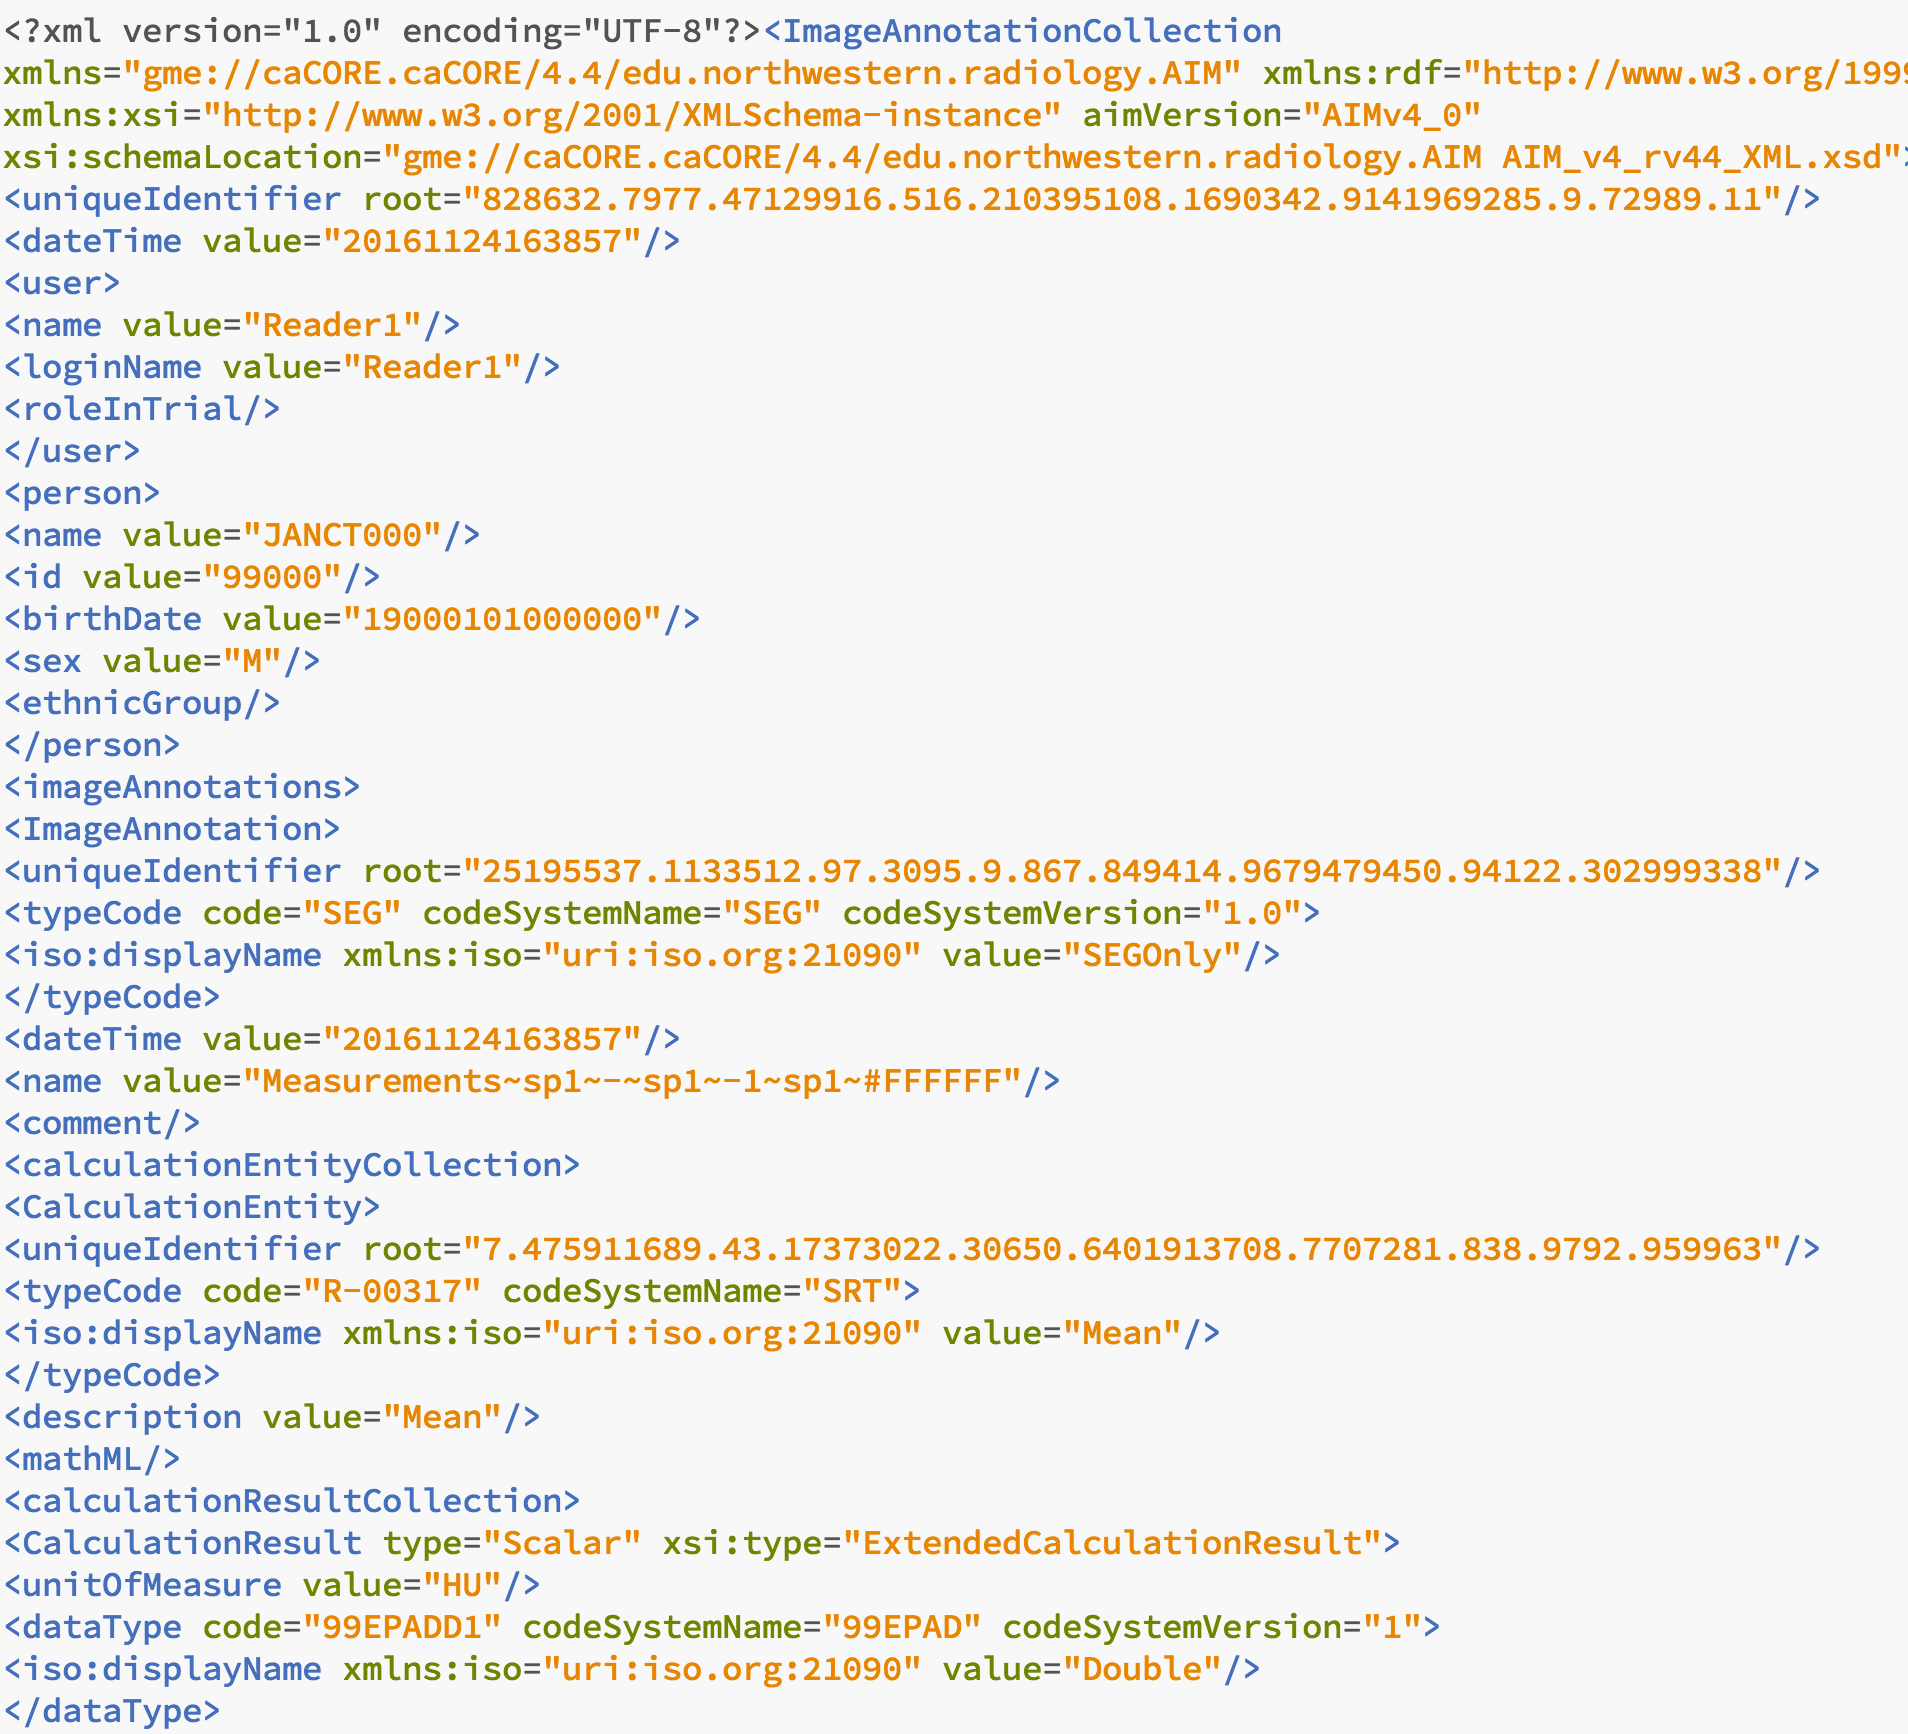 <?xml version="1.0" encoding="UTF-8"?><ImageAnnotationCollection
xmlns="gme://caCORE.caCORE/4.4/edu.northwestern.radiology.AIM" xmlns:rdf="http://www.w3.org/199
xmlns:xsi="http://www.w3.org/2001/XMLSchema-instance" aimVersion="AIMv4_0"
xsi:schemaLocation="gme://caCORE.caCORE/4.4/edu.northwestern.radiology.AIM AIM_v4_rv44_XML.xsd">
<uniqueIdentifier root="828632.7977.47129916.516.210395108.1690342.9141969285.9.72989.11"/>
<dateTime value="20161124163857"/>
<user>
<name value="Reader1"/>
<loginName value="Reader1"/>
<roleInTrial/>
</user>
<person>
<name value="JANCT000"/>
<id value="99000"/>
<birthDate value="19000101000000"/>
<sex value="M"/>
<ethnicGroup/>
</person>
<imageAnnotations>
<ImageAnnotation>
<uniqueIdentifier root="25195537.1133512.97.3095.9.867.849414.9679479450.94122.302999338"/>
<typeCode code="SEG" codeSystemName="SEG" codeSystemVersion="1.0">
<iso:displayName xmlns:iso="uri:iso.org:21090" value="SEGOnly"/>
</typeCode>
<dateTime value="20161124163857"/>
<name value="Measurements~sp1~-~sp1~-1~sp1~#FFFFFF"/>
<comment/>
<calculationEntityCollection>
<CalculationEntity>
<uniqueIdentifier root="7.475911689.43.17373022.30650.6401913708.7707281.838.9792.959963"/>
<typeCode code="R-00317" codeSystemName="SRT">
<iso:displayName xmlns:iso="uri:iso.org:21090" value="Mean"/>
</typeCode>
<description value="Mean"/>
<mathML/>
<calculationResultCollection>
<CalculationResult type="Scalar" xsi:type="ExtendedCalculationResult">
<unitOfMeasure value="HU"/>
<dataType code="99EPADD1" codeSystemName="99EPAD" codeSystemVersion="1">
<iso:displayName xmlns:iso="uri:iso.org:21090" value="Double"/>
</dataType>